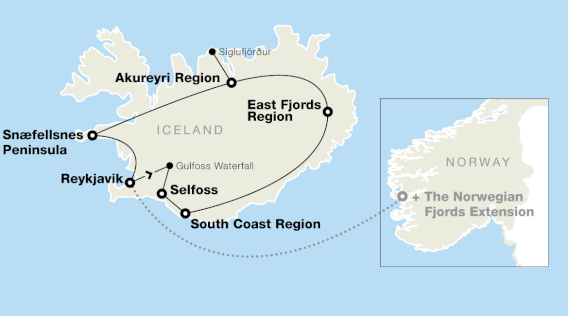 Siglufjörður
Akureyri Region
East Fjords
Region
ICELAND
Snæfellsnes
Peninsula
Gulfoss Waterfall
Reykjavik
Selfoss
South Coast Region
NORWAY
+ The Norwegian
Fjords Extension